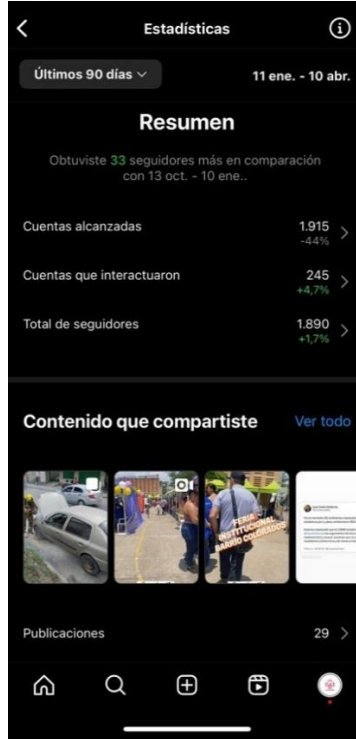 Estadísticas
Últimos 90 días
11 ene. - 10 abr.
Resumen
Obtuviste 33 seguidores más en comparación
con 13 oct. - 10 ene..
Cuentas alcanzadas
1.915
-44%
Cuentas que interactuaron
245
+4,7%
Total de seguidores
1.890
+1,7%
Contenido que compartiste
Ver todo
FERIA
INSTITUCIONAL
BARRIO COLORADOS
Publicaciones
29